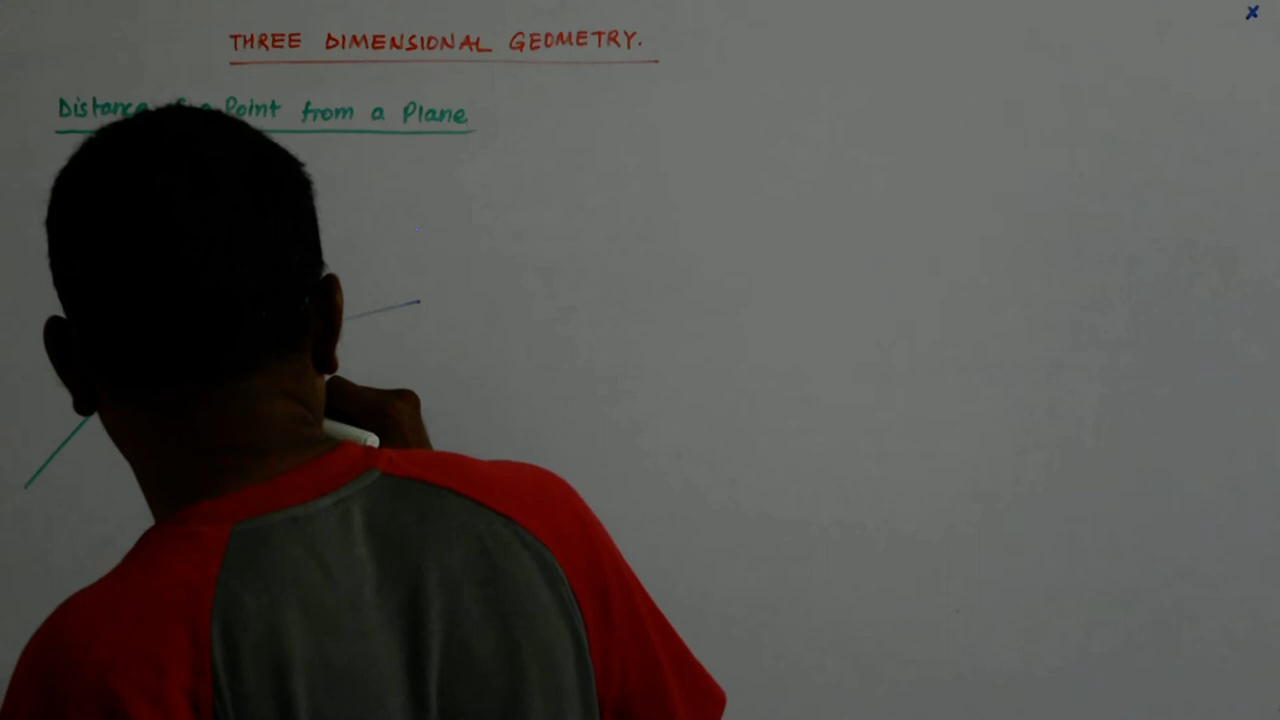 THREE DIMENSIONAL GEOMETRY.
Distance Point from a Plane
x